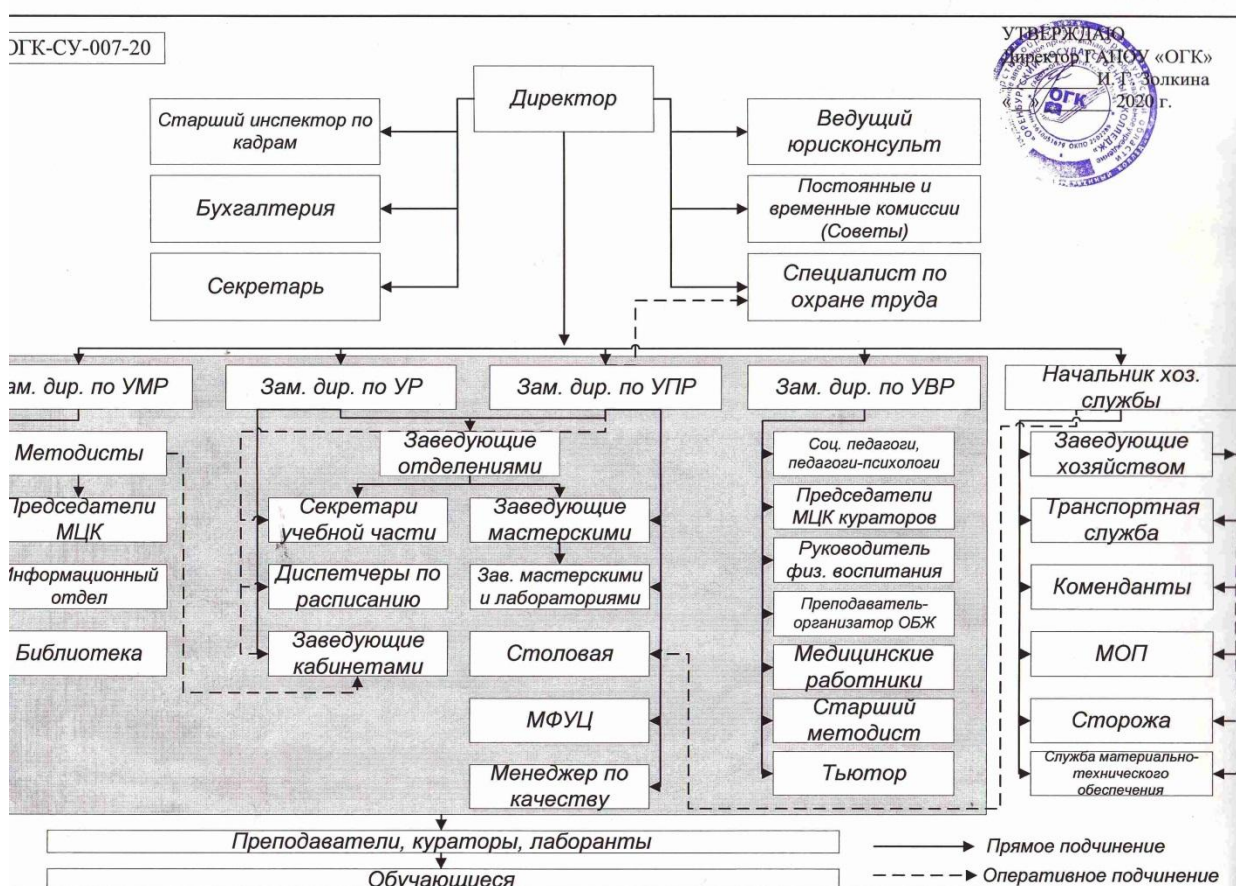 ОГК-СУ-007-20
УТВЕРЖДАЮ
Директор ГАПОУ «ОГК»
2020 г.
ОГК
Директор
Старший инспектор по
кадрам
Бухгалтерия
Секретарь
Ведущий
юрисконсульт
Постоянные и
временные комиссии
(Советы)
Специалист по
охране труда
Зам. дир. по УМР
Зам. дир. по УР
Зам. дир. по УПР
Зам. дир. по УВР
Начальник хоз.
службы
Методисты
Председатели
МЦК
Информационный
отдел
Библиотека
Заведующие
отделениями
Секретари
учебной части
Диспетчеры по
расписанию
Заведующие
кабинетами
Заведующие
мастерскими
Зав. мастерскими
и лабораториями
Столовая
МФУЦ
Менеджер по
качеству
Соц. педагоги,
педагоги-психологи
Председатели
МЦК кураторов
Руководитель
физ. воспитания
Преподаватель-
организатор ОБЖ
Медицинские
работники
Старший
методист
Тьютор
Заведующие
хозяйством
Транспортная
служба
Коменданты
МОП
Сторожа
Служба материально-
технического
обеспечения
Преподаватели, кураторы, лаборанты
Обучающиеся
Прямое подчинение
Оперативное подчинение